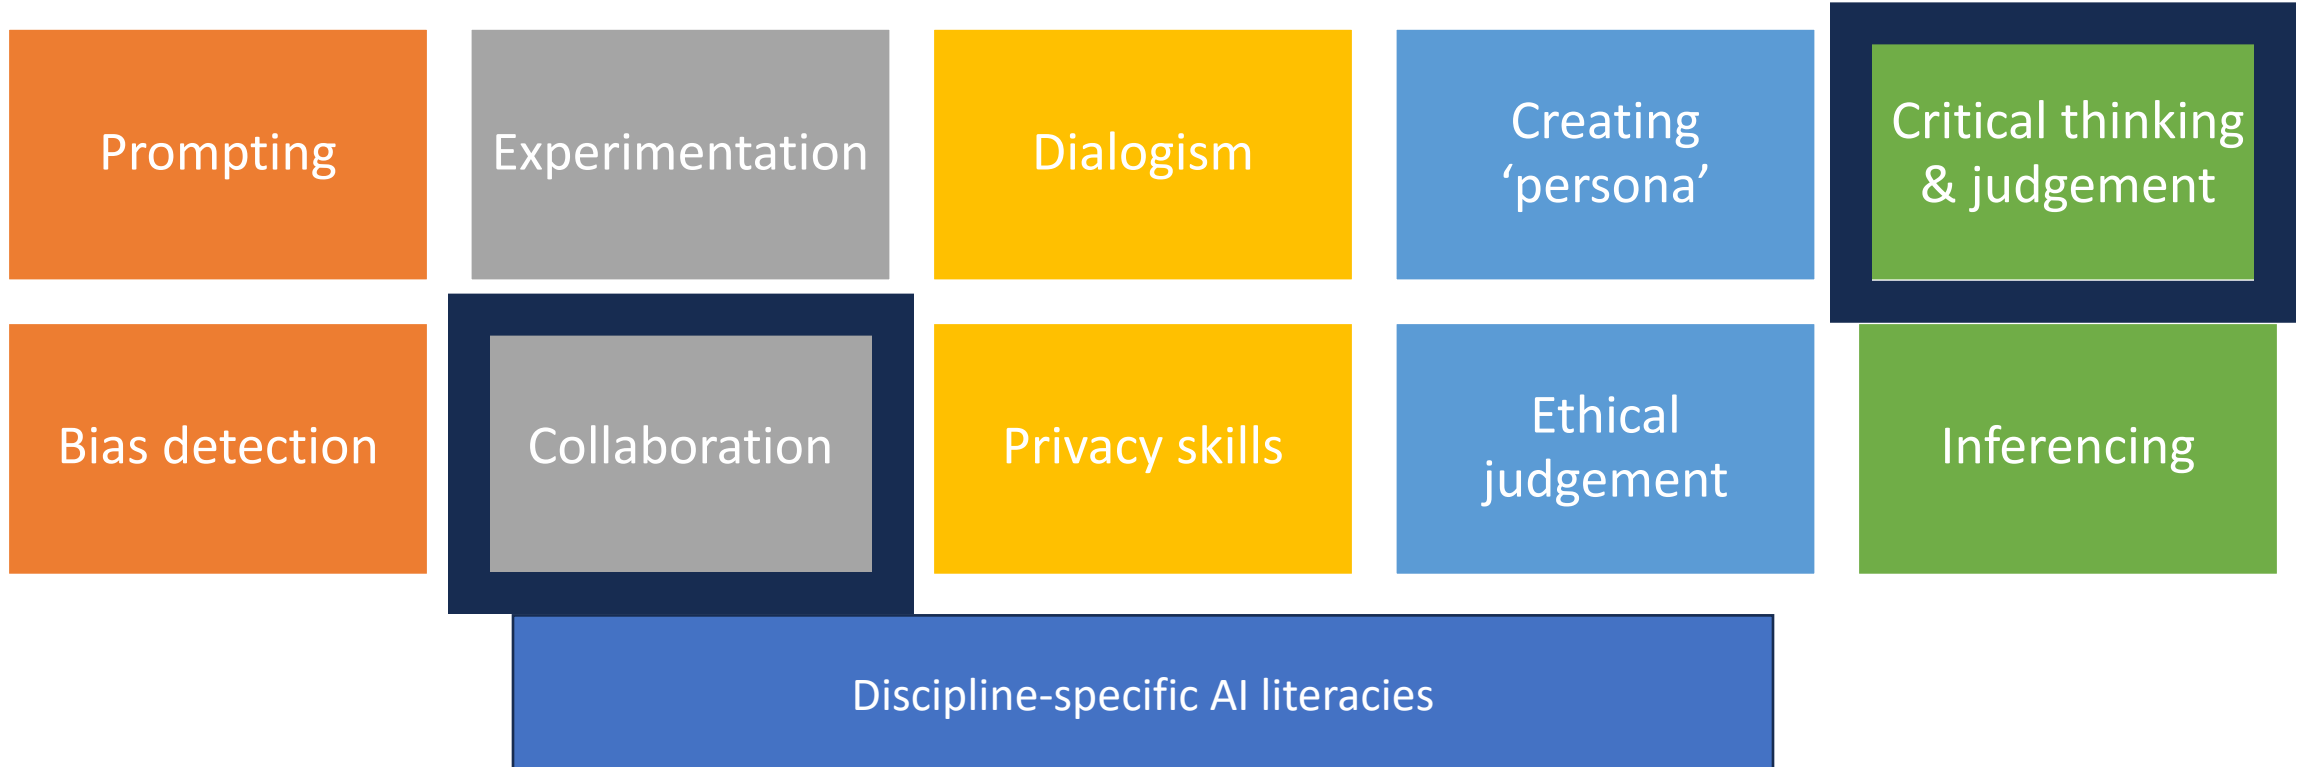 Prompting
Experimentation
Dialogism
Creating
‘persona’
Critical thinking
& judgement
Bias detection
Collaboration
Privacy skills
Ethical
judgement
Inferencing
Discipline-specific AI literacies